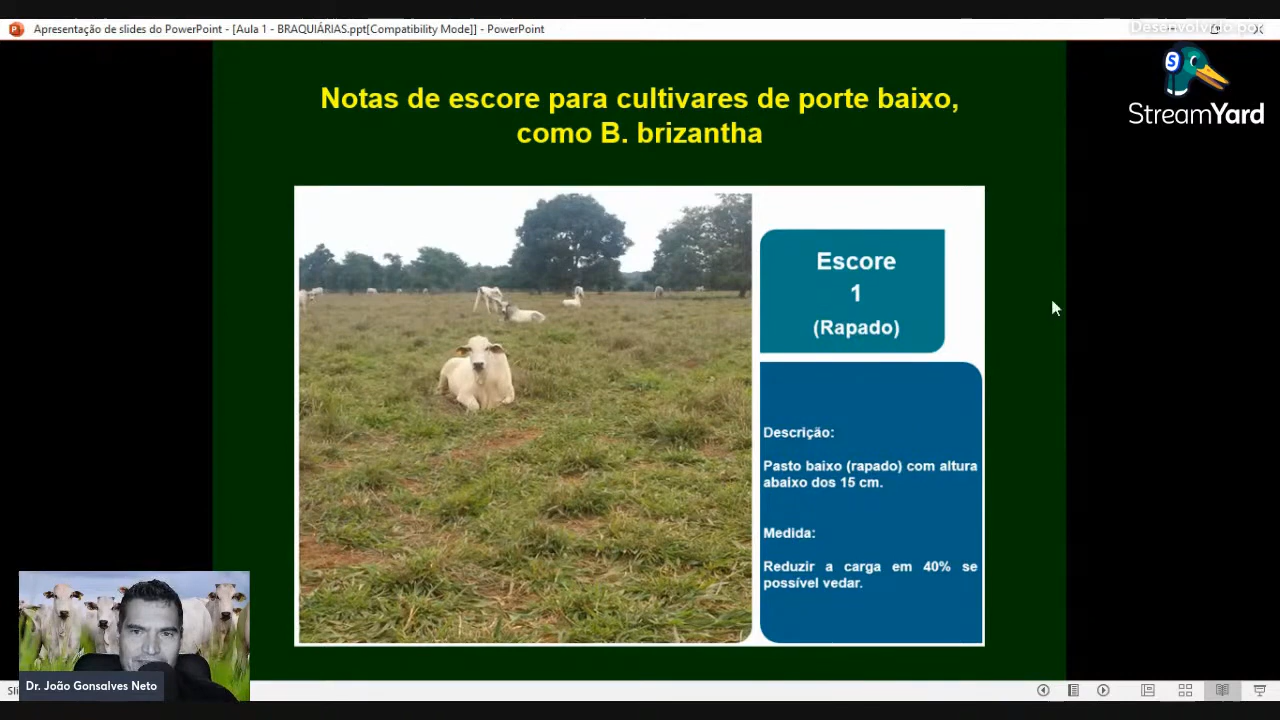 Apresentação de slides do PowerPoint - [Aula 1 - BRAQUIÁRIAS.ppt[Compatibility Mode]] - PowerPoint
Desenvolvido por
StreamYard
Notas de escore para cultivares de porte baixo,
como B. brizantha
Escore
1
(Rapado)
Descrição:
Pasto baixo (rapado) com altura
abaixo dos 15 cm.
Medida:
Reduzir a carga em 40% se
possível vedar.
Dr. João Gonsalves Neto